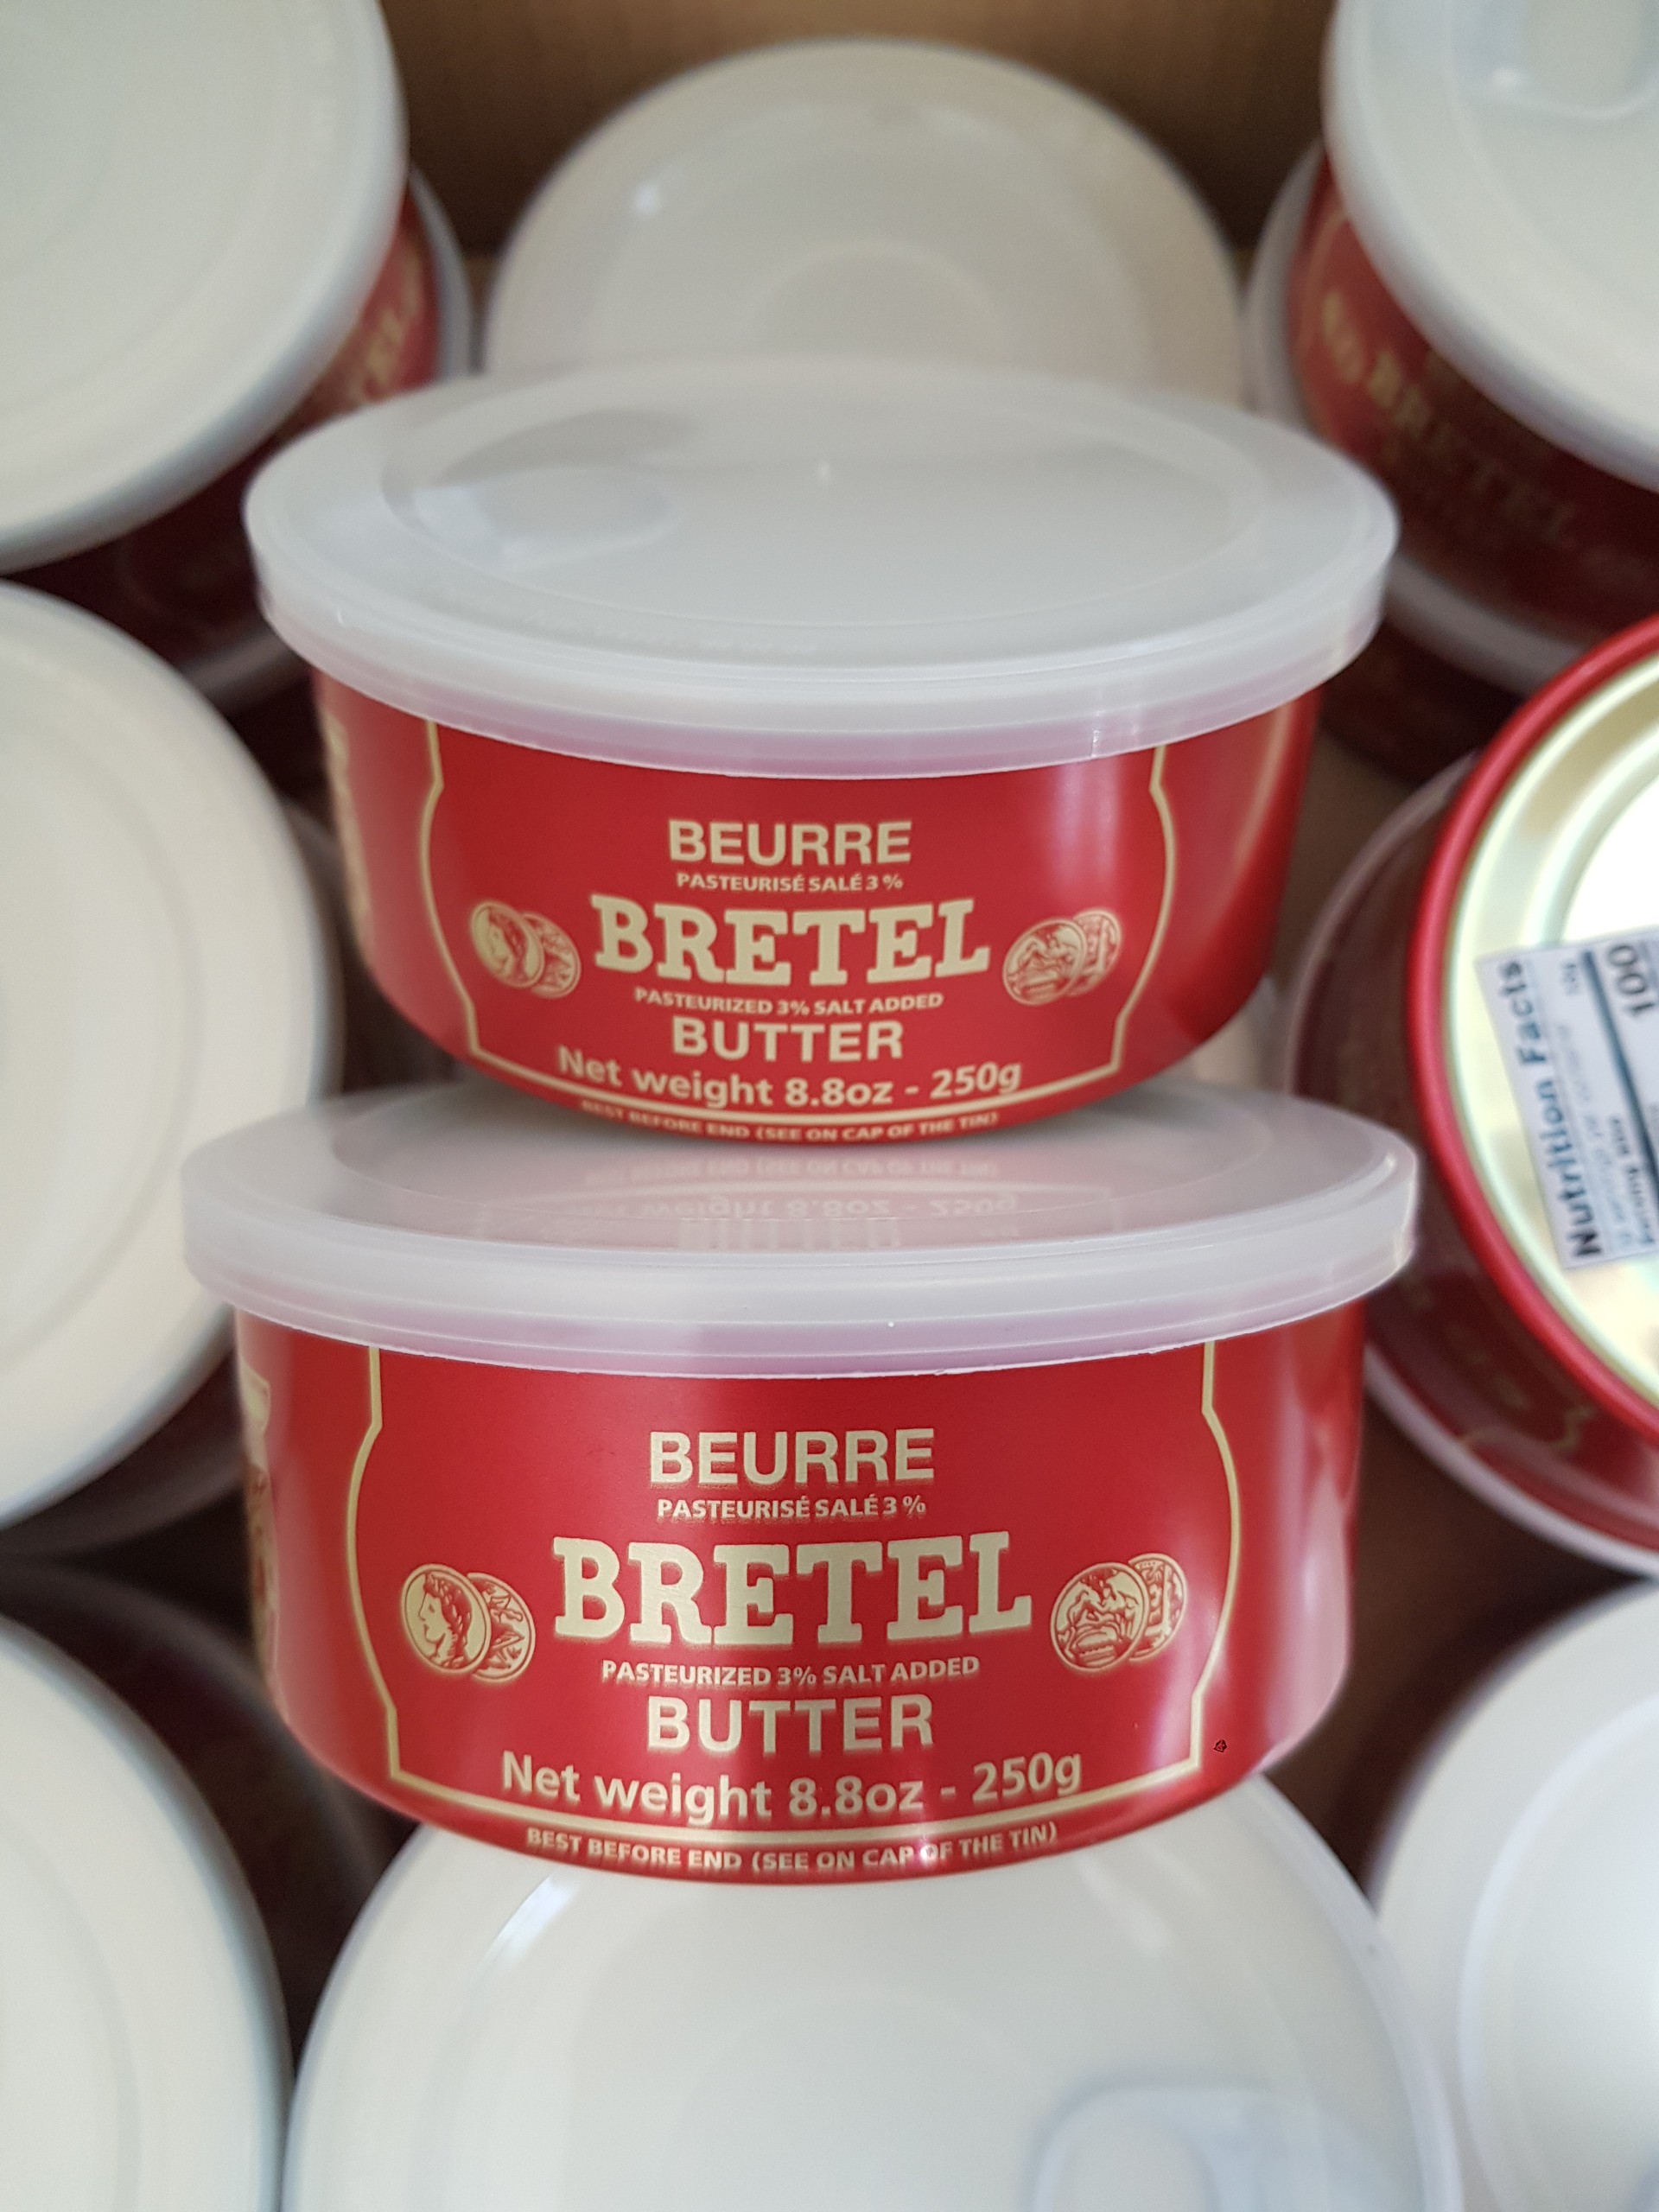 BRETEL
BEURRE
PASTEURISÉ SALÉ 3 %
BRETEL
PASTEURIZED 3% SALT ADDED
BUTTER
Net weight 8.8oz - 250g
BEST BEFORE END (SEE ON CAP OF THE TIN)
Nutrition Facts
100
BEURRE
PASTEURISÉ SALÉ 3 %
BRETEL
PASTEURIZED 3% SALT ADDED
BUTTER
Net weight 8.8oz - 250g
BEST BEFORE END (SEE ON CAP OF THE TIN)